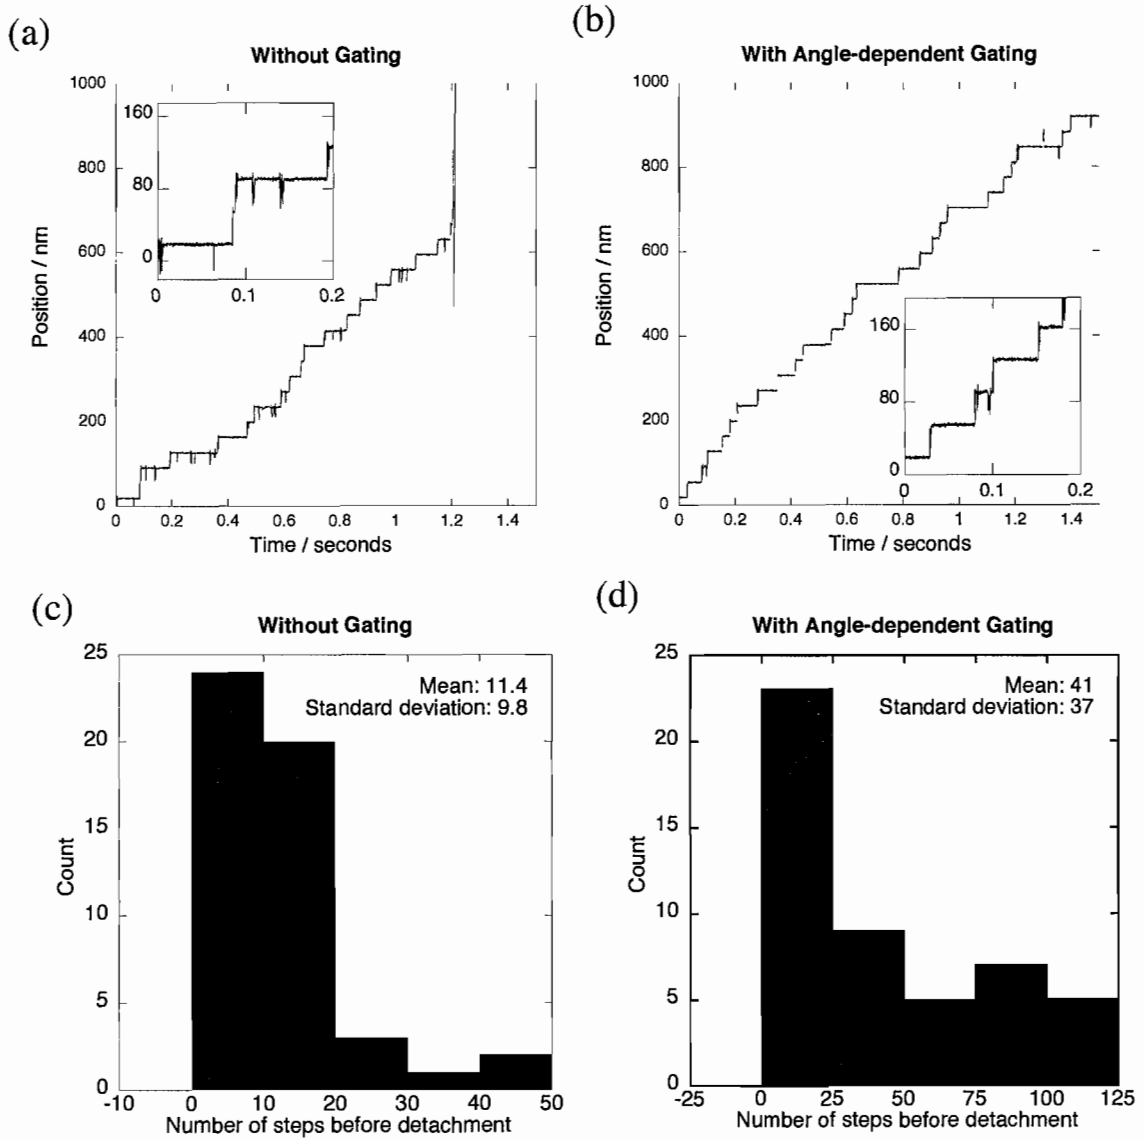 (a)
Without Gating
1000
800
600
400
200
0
Position / nm
160
80
0
0 0.1 0.2
0 0.2 0.4 0.6 0.8 1 1.2 1.4
Time / seconds
(b)
With Angle-dependent Gating
1000
800
600
400
200
0
Position / nm
160
80
0
0 0.1 0.2
0 0.2 0.4 0.6 0.8 1 1.2 1.4
Time / seconds
(c)
Without Gating
25
20
15
10
5
0
Count
Mean: 11.4
Standard deviation: 9.8
-10 0 10 20 30 40 50
Number of steps before detachment
(d)
With Angle-dependent Gating
25
20
15
10
5
0
Count
Mean: 41
Standard deviation: 37
-25 0 25 50 75 100 125
Number of steps before detachment